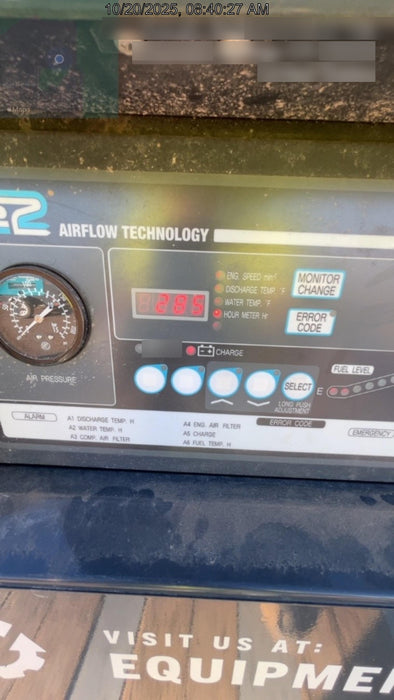 10/20/2025, 08:40:27 AM
AIRFLOW TECHNOLOGY
ENG. SPEED min⁻¹
DISCHARGE TEMP. °F
WATER TEMP. °F
HOUR METER Hr
MONITOR
CHANGE
ERROR
CODE
285
CHARGE
AIR PRESSURE
SELECT
LONG PUSH
ADJUSTMENT
FUEL LEVEL
E
ALARM
A1 DISCHARGE TEMP. H
A2 WATER TEMP. H
A3 COMP. AIR FILTER
A4 ENG. AIR FILTER
A5 CHARGE
A6 FUEL TEMP. H
ERROR CODE
EMERGENCY
VISIT US AT:
EQUIPME